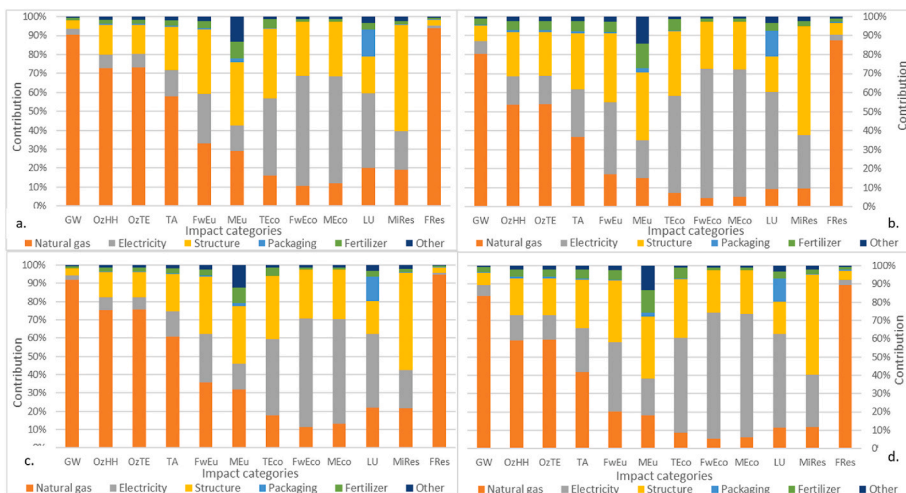 100% 90% 80% 70% 60% 50% 40% 30% 20% 10% 0%
Contribution
a.
GW OzHH OzTE TA FwEu MEu TEco FwEco MEco LU MiRes FRes
Impact categories
Natural gas Electricity Structure Packaging Fertilizer Other
100% 90% 80% 70% 60% 50% 40% 30% 20% 10% 0%
Contribution
b.
GW OzHH OzTE TA FwEu MEu TEco FwEco MEco LU MiRes FRes
Impact categories
Natural gas Electricity Structure Packaging Fertilizer Other
100% 90% 80% 70% 60% 50% 40% 30% 20% 10% 0%
Contribution
c.
GW OzHH OzTE TA FwEu MEu TEco FwEco MEco LU MiRes FRes
Impact categories
Natural gas Electricity Structure Packaging Fertilizer Other
100% 90% 80% 70% 60% 50% 40% 30% 20% 10% 0%
Contribution
d.
GW OzHH OzTE TA FwEu MEu TEco FwEco MEco LU MiRes FRes
Impact categories
Natural gas Electricity Structure Packaging Fertilizer Other